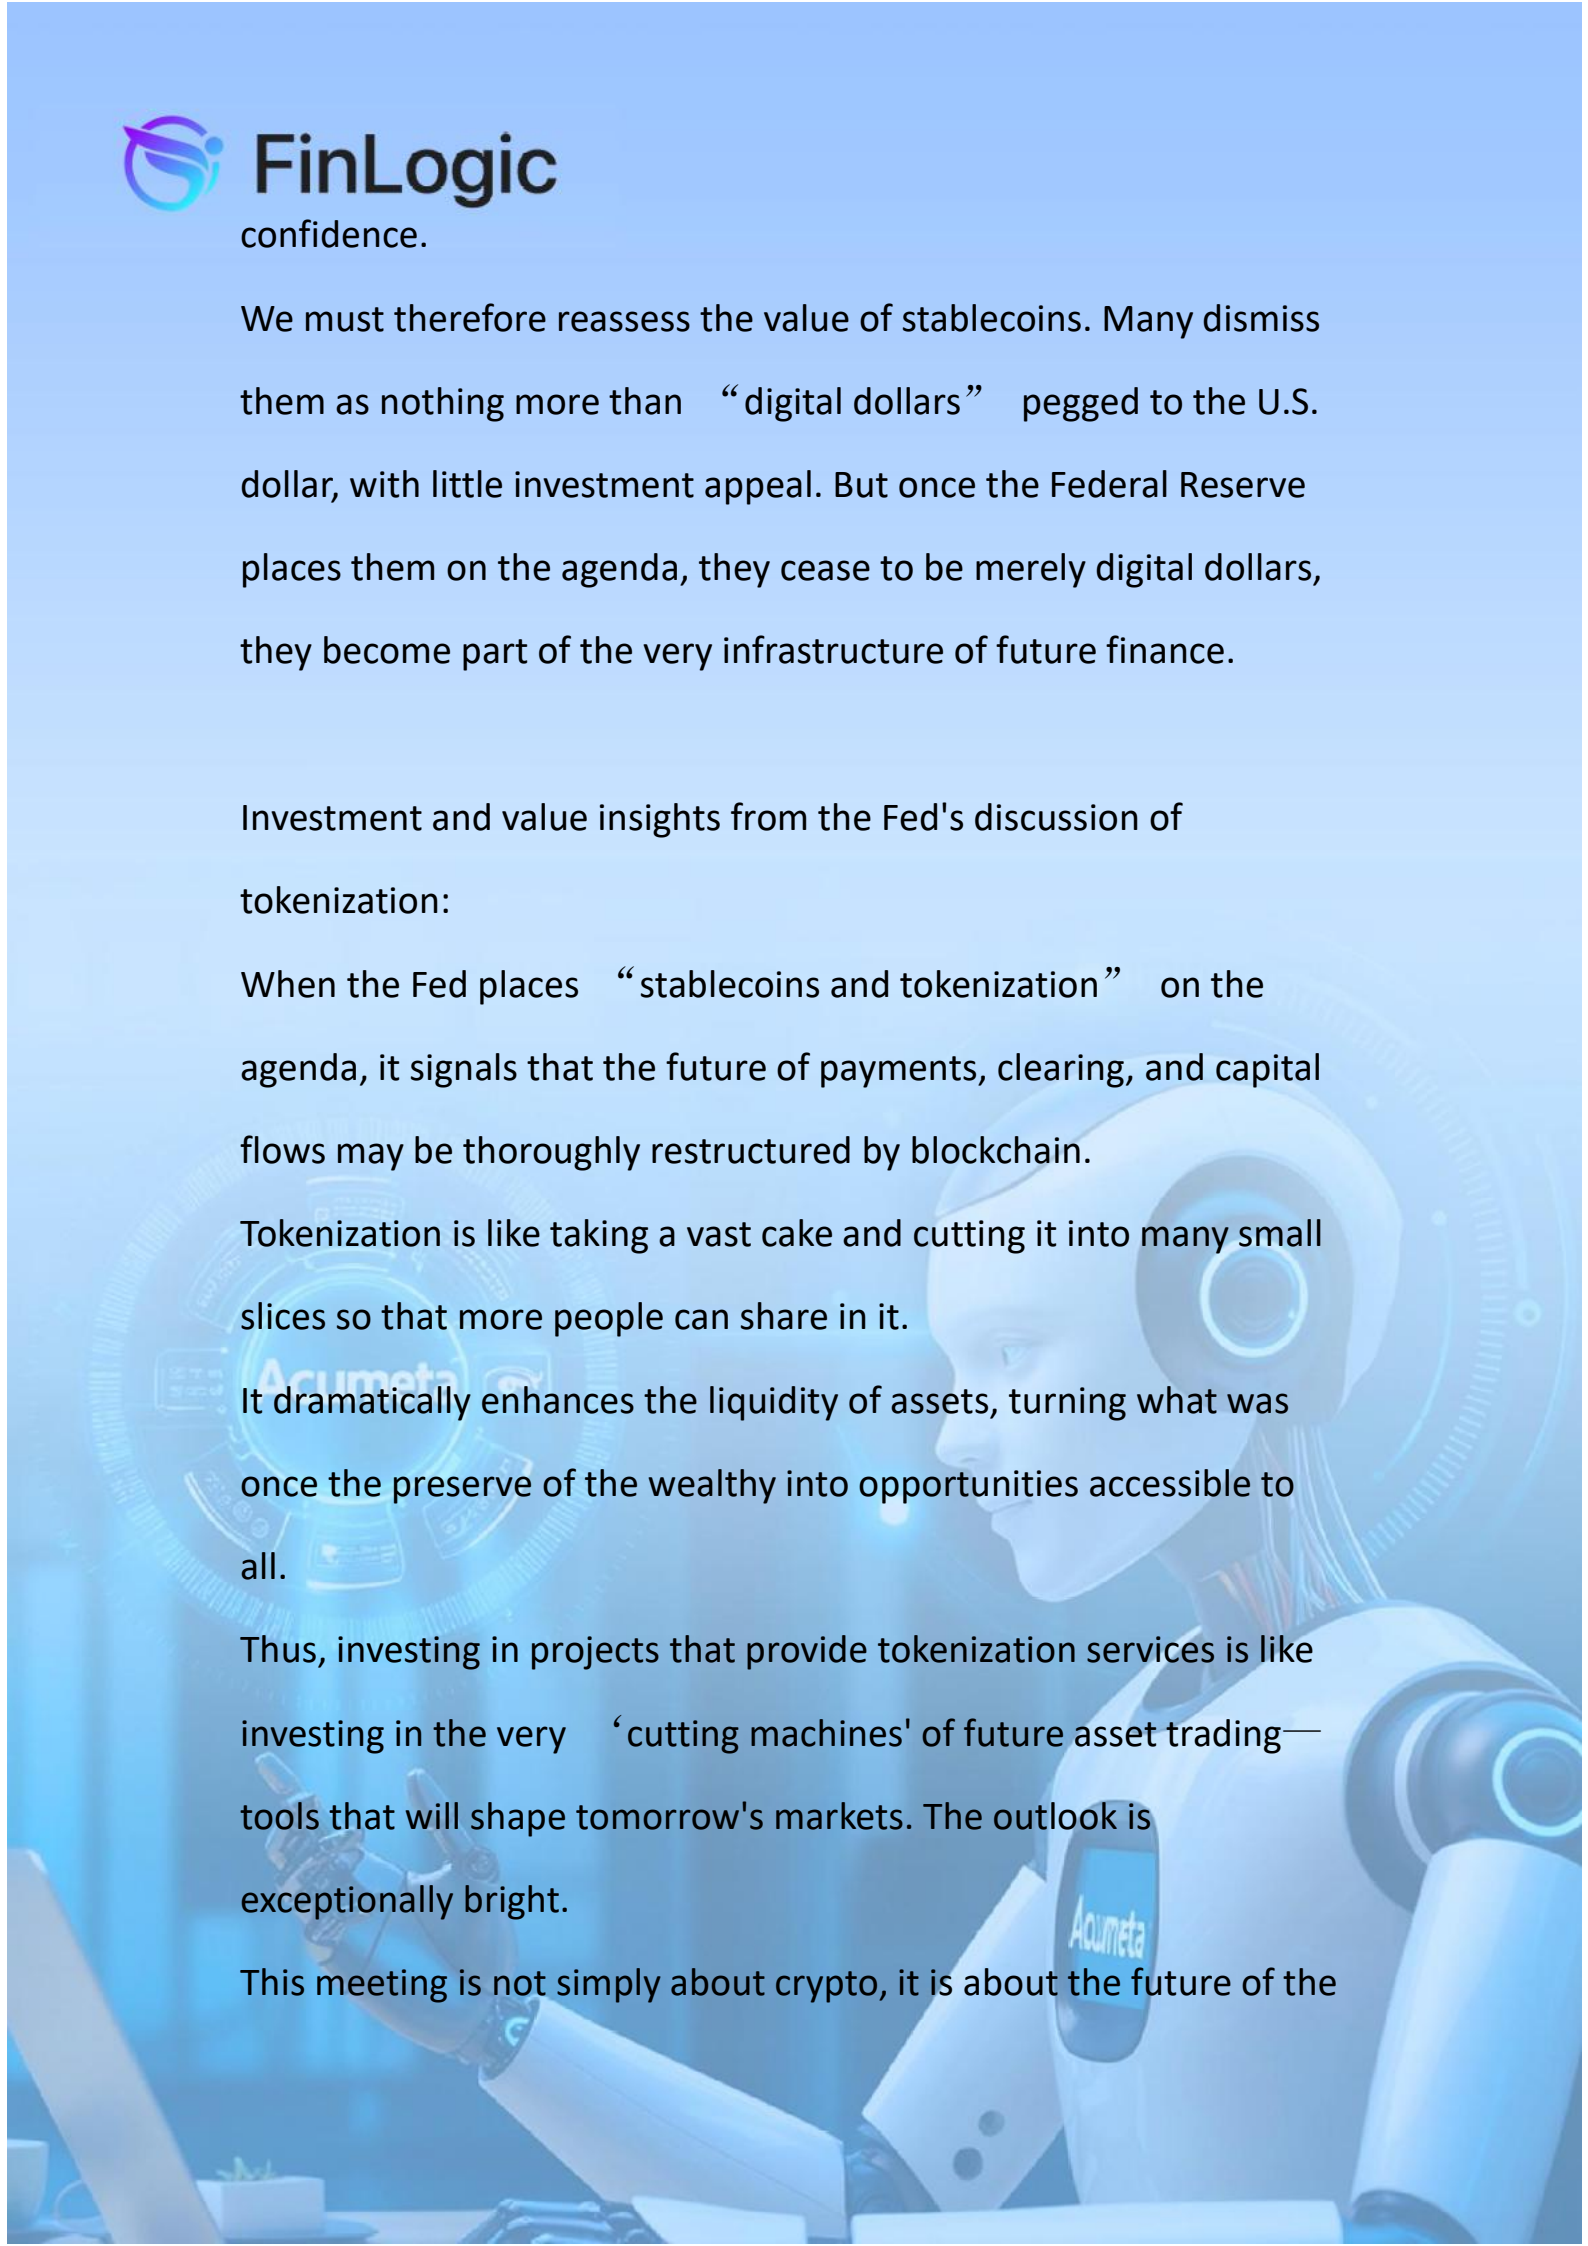 FinLogic
confidence.
We must therefore reassess the value of stablecoins. Many dismiss
them as nothing more than “digital dollars” pegged to the U.S.
dollar, with little investment appeal. But once the Federal Reserve
places them on the agenda, they cease to be merely digital dollars,
they become part of the very infrastructure of future finance.
Investment and value insights from the Fed's discussion of
tokenization:
When the Fed places “stablecoins and tokenization” on the
agenda, it signals that the future of payments, clearing, and capital
flows may be thoroughly restructured by blockchain.
Tokenization is like taking a vast cake and cutting it into many small
slices so that more people can share in it.
Acumeta
It dramatically enhances the liquidity of assets, turning what was
once the preserve of the wealthy into opportunities accessible to
all.
Thus, investing in projects that provide tokenization services is like
investing in the very ‘cutting machines' of future asset trading—
tools that will shape tomorrow's markets. The outlook is
exceptionally bright.
Acumeta
This meeting is not simply about crypto, it is about the future of the